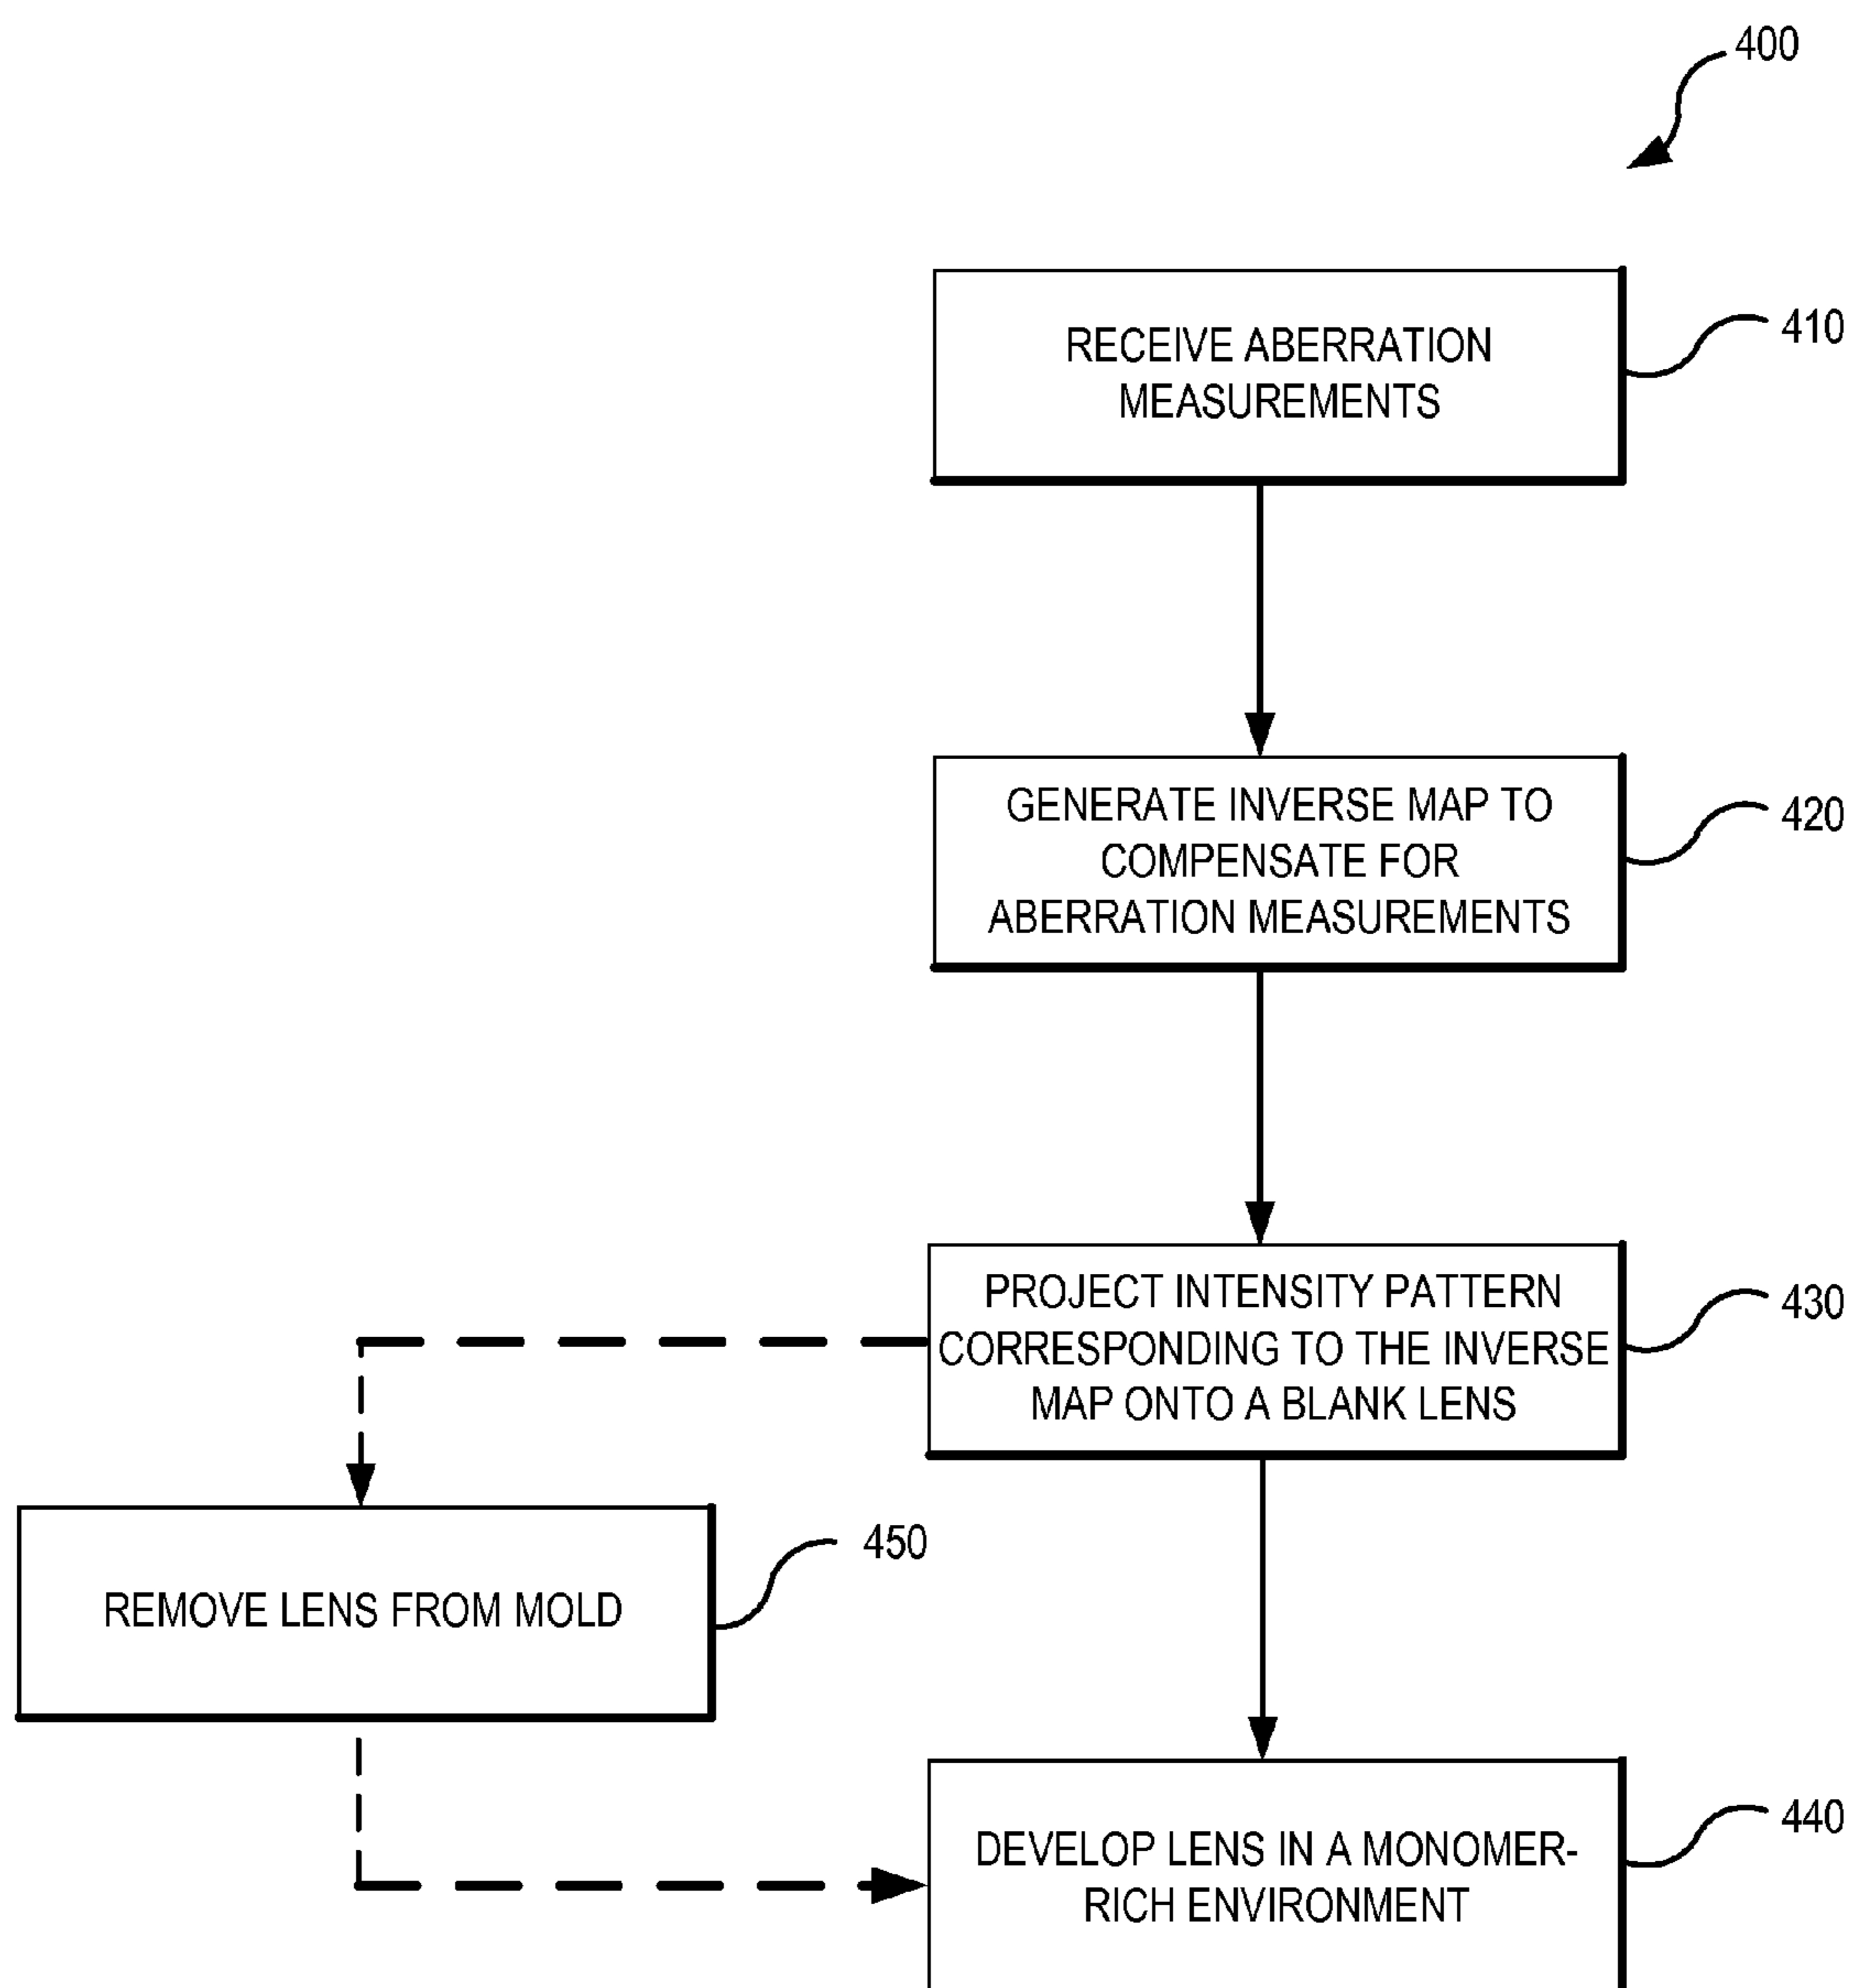 400
RECEIVE ABERRATION
MEASUREMENTS
410
GENERATE INVERSE MAP TO
COMPENSATE FOR
ABERRATION MEASUREMENTS
420
PROJECT INTENSITY PATTERN
CORRESPONDING TO THE INVERSE
MAP ONTO A BLANK LENS
430
REMOVE LENS FROM MOLD
450
DEVELOP LENS IN A MONOMER-
RICH ENVIRONMENT
440